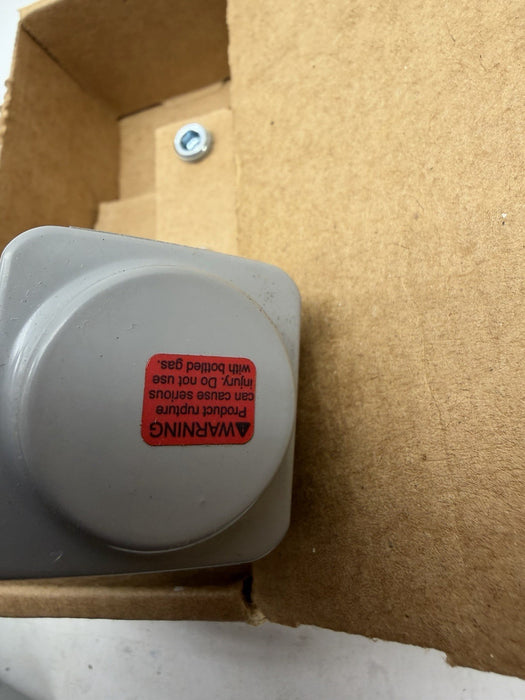 ⚠WARNING
Product rupture
can cause serious
injury. Do not use
with bottled gas.